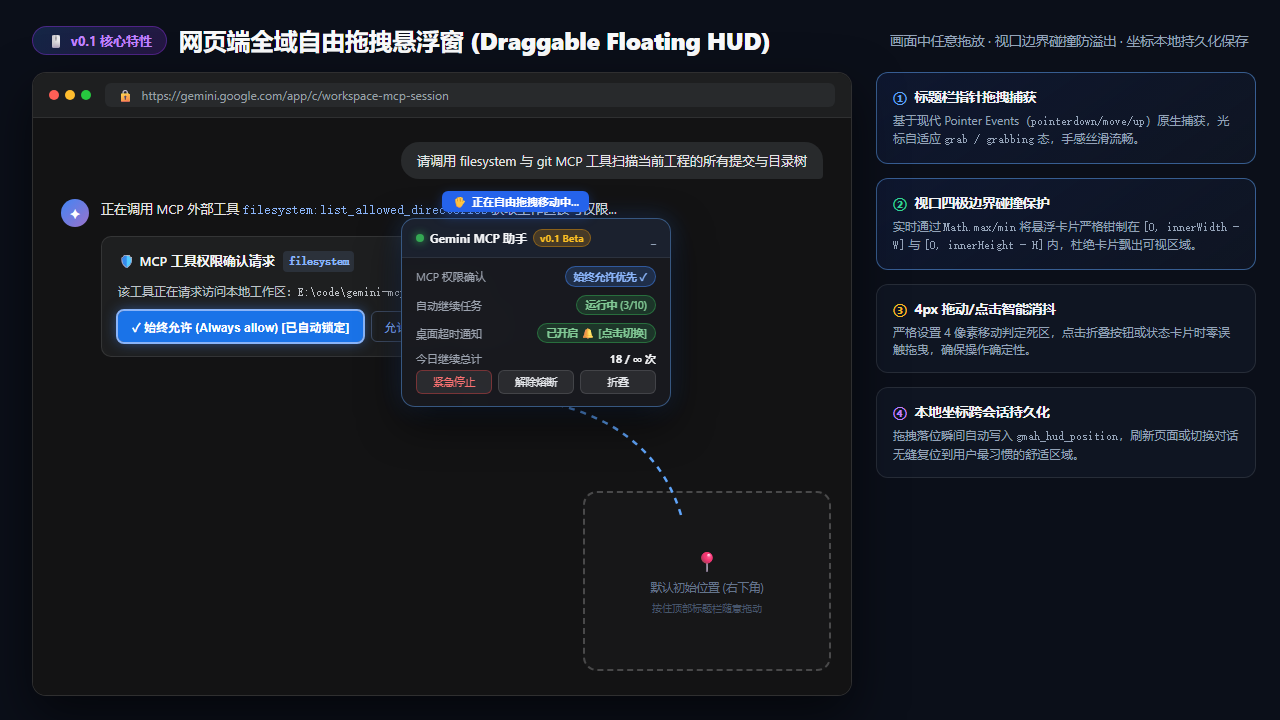 v0.1 核心特性
网页端全域自由拖拽悬浮窗 (Draggable Floating HUD)
画面中任意拖放 · 视口边界碰撞防溢出 · 坐标本地持久化保存
https://gemini.google.com/app/c/workspace-mcp-session
请调用 filesystem 与 git MCP 工具扫描当前工程的所有提交与目录树
正在调用 MCP 外部工具 filesystem:list_allowed_directories
权限...
MCP 工具权限确认请求 filesystem
该工具正在请求访问本地工作区: E:\code\gemini-mcp
✓ 始终允许 (Always allow) [已自动锁定]
正在自由拖拽移动中...
Gemini MCP 助手 v0.1 Beta _
MCP 权限确认 始终允许优先 ✓
自动继续任务 运行中 (3/10)
桌面超时通知 已开启 🔔 [点击切换]
今日继续总计 18 / ∞ 次
紧急停止 解除熔断 折叠
默认初始位置 (右下角)
按住顶部标题栏随意拖动
① 标题栏指针拖拽捕获
基于现代 Pointer Events (pointerdown/move/up) 原生捕获，光
标自适应 grab / grabbing 态，手感丝滑流畅。
② 视口四极边界碰撞保护
实时通过 Math.max/min 将悬浮卡片严格钳制在 [0, innerWidth -
W] 与 [0, innerHeight - H] 内，杜绝卡片飘出可视区域。
③ 4px 拖动/点击智能消抖
严格设置 4 像素移动判定死区，点击折叠按钮或状态卡片时零误
触拖曳，确保操作确定性。
④ 本地坐标跨会话持久化
拖拽落位瞬间自动写入 gmah_hud_position，刷新页面或切换对话
无缝复位到用户最习惯的舒适区域。